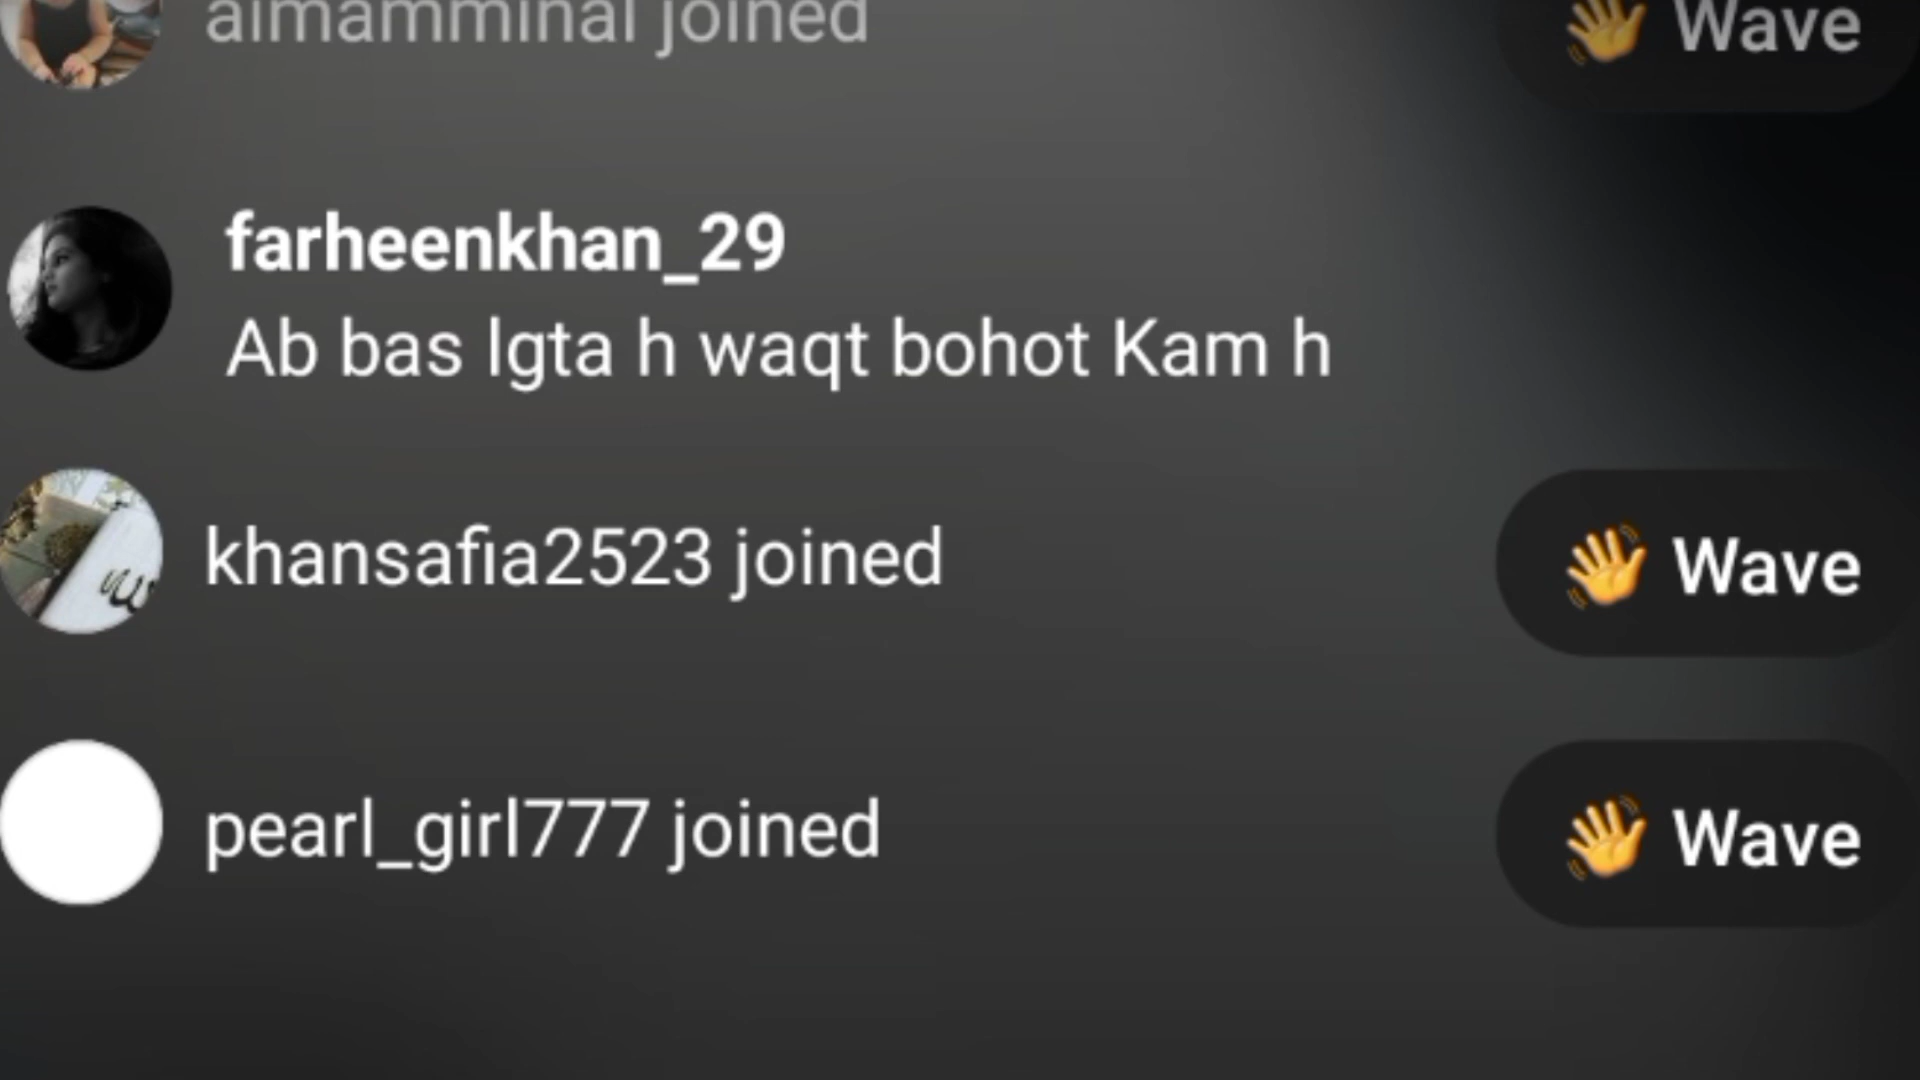 aimamminal joined
👋 Wave
farheenkhan_29
Ab bas lgta h waqt bohot Kam h
khansafia2523 joined
👋 Wave
pearl_girl777 joined
👋 Wave